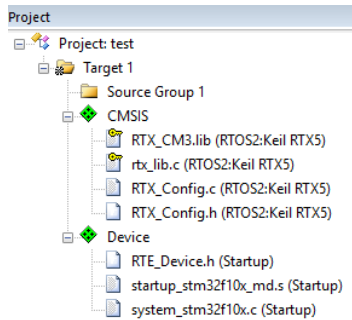 Project
Project: test
Target 1
Source Group 1
CMSIS
RTX_CM3.lib (RTOS2:Keil RTX5)
rtx_lib.c (RTOS2:Keil RTX5)
RTX_Config.c (RTOS2:Keil RTX5)
RTX_Config.h (RTOS2:Keil RTX5)
Device
RTE_Device.h (Startup)
startup_stm32f10x_md.s (Startup)
system_stm32f10x.c (Startup)